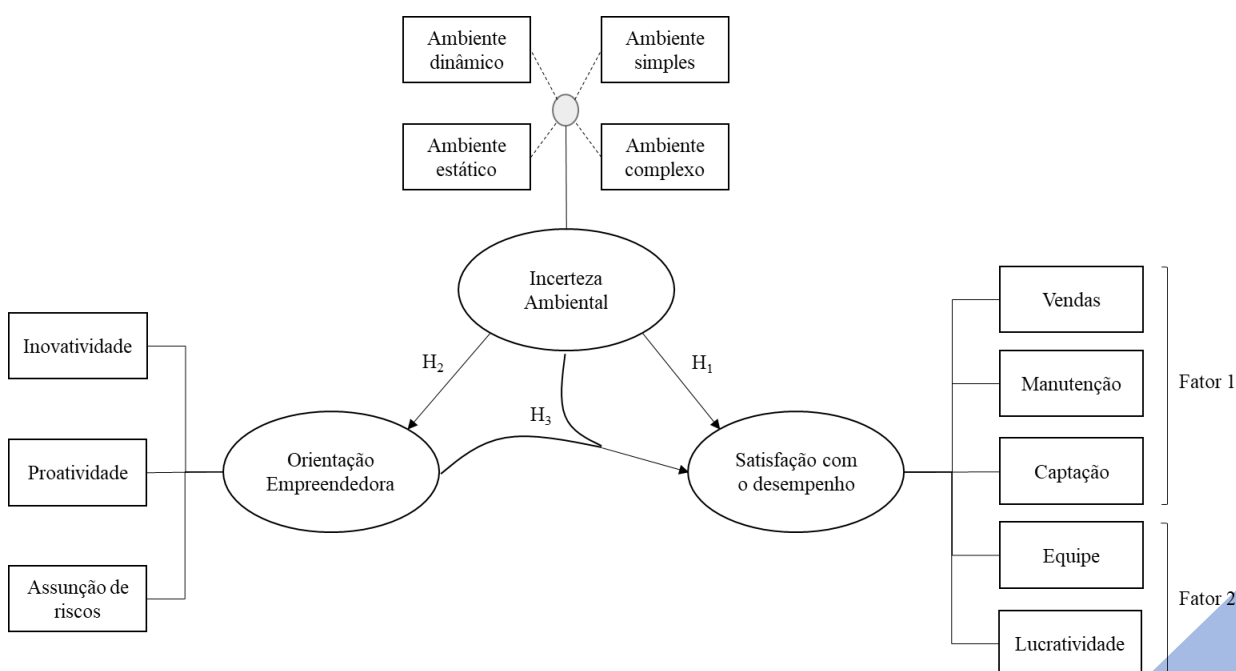 Ambiente
dinâmico
Ambiente
simples
Ambiente
estático
Ambiente
complexo
Incerteza
Ambiental
H₂
H₁
H₃
Inovatividade
Proatividade
Assunção de
riscos
Orientação
Empreendedora
Satisfação com
o desempenho
Vendas
Manutenção
Captação
Fator 1
Equipe
Lucratividade
Fator 2